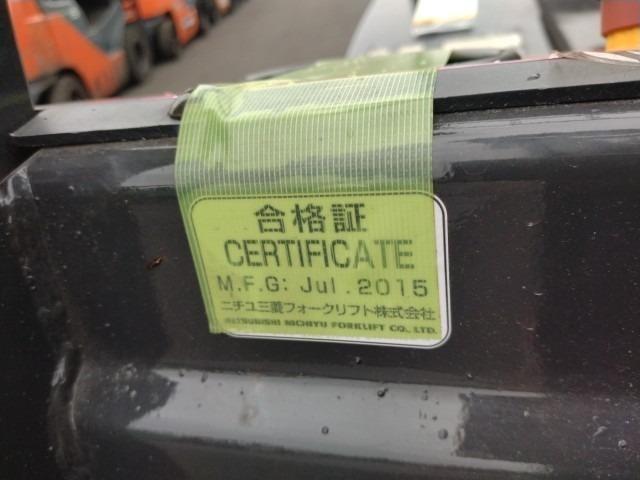 合格証
CERTIFICATE
M.F.G: Jul.2015
ニチユ三菱フォークリフト株式会社
MITSUBISHI NICHIYU FORKLIFT CO., LTD.